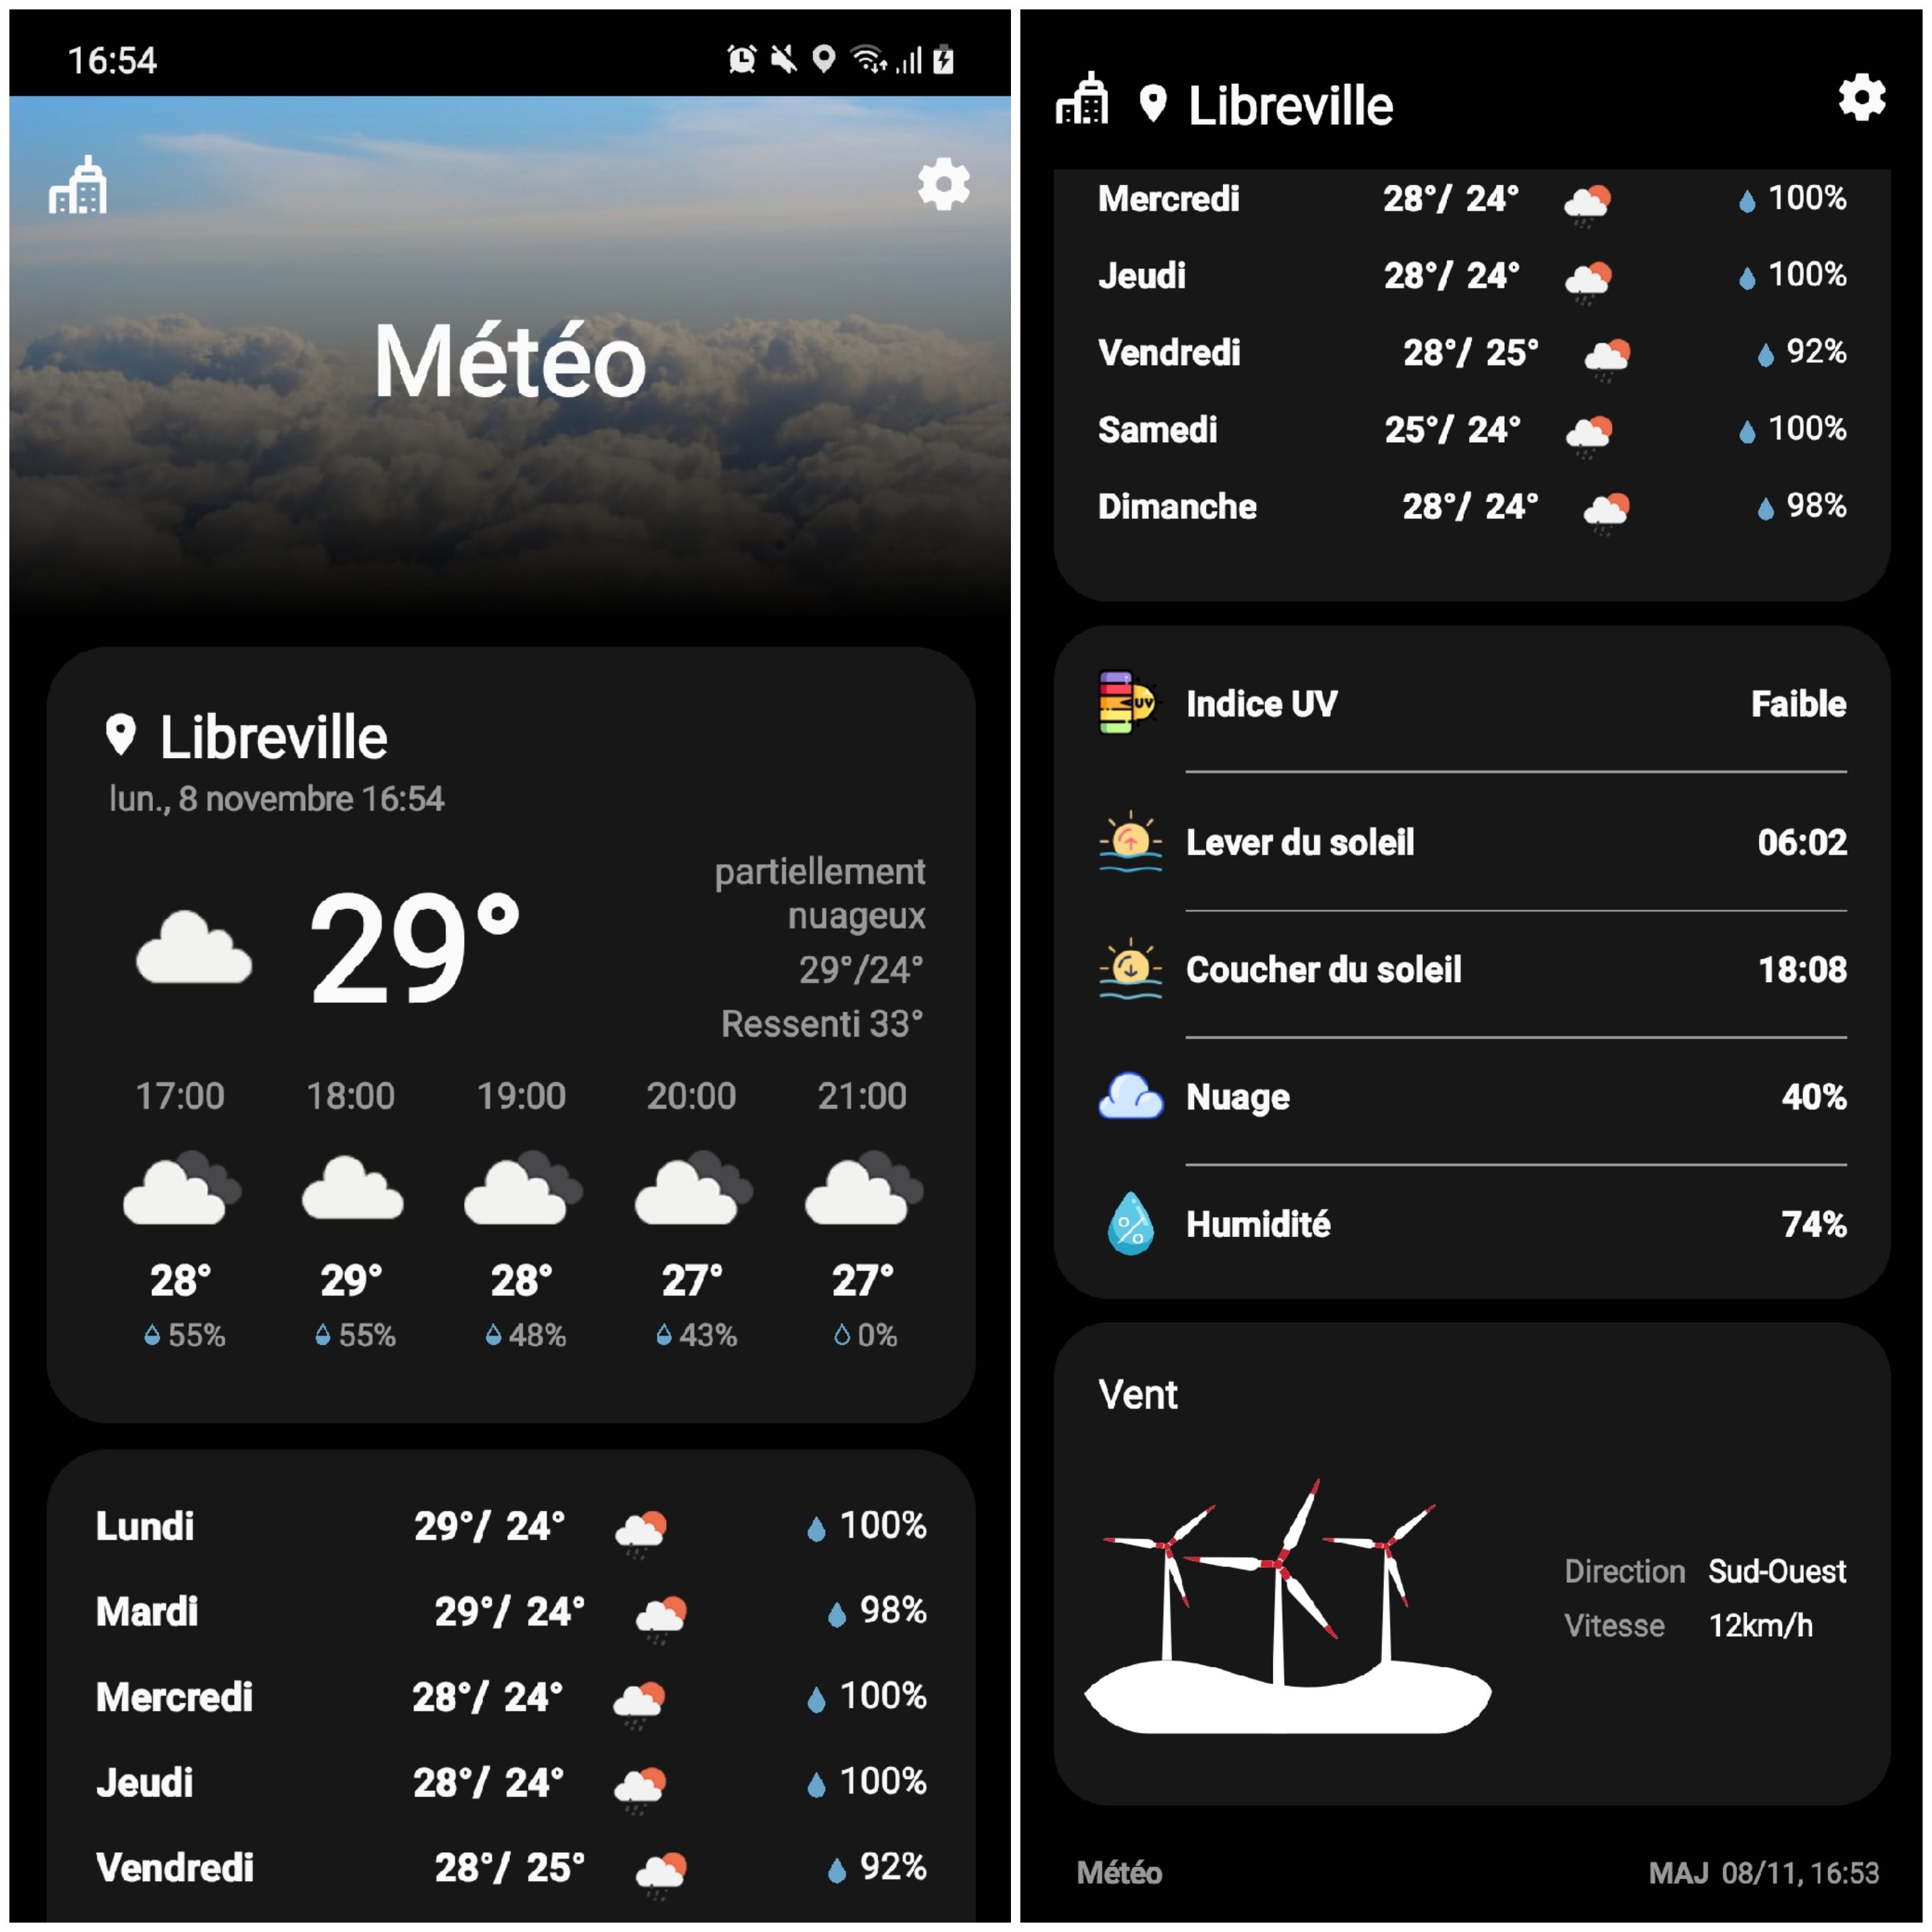 16:54
Météo
Libreville
lun., 8 novembre 16:54
29°
partiellement
nuageux
29°/24°
Ressenti 33°
17:00 18:00 19:00 20:00 21:00
28° 29° 28° 27° 27°
55% 55% 48% 43% 0%
Lundi 29°/ 24° 100%
Mardi 29°/ 24° 98%
Mercredi 28°/ 24° 100%
Jeudi 28°/ 24° 100%
Vendredi 28°/ 25° 92%
Libreville
Mercredi 28°/ 24° 100%
Jeudi 28°/ 24° 100%
Vendredi 28°/ 25° 92%
Samedi 25°/ 24° 100%
Dimanche 28°/ 24° 98%
UV Indice UV Faible
Lever du soleil 06:02
Coucher du soleil 18:08
Nuage 40%
% Humidité 74%
Vent
Direction Sud-Ouest
Vitesse 12km/h
Météo MAJ 08/11, 16:53